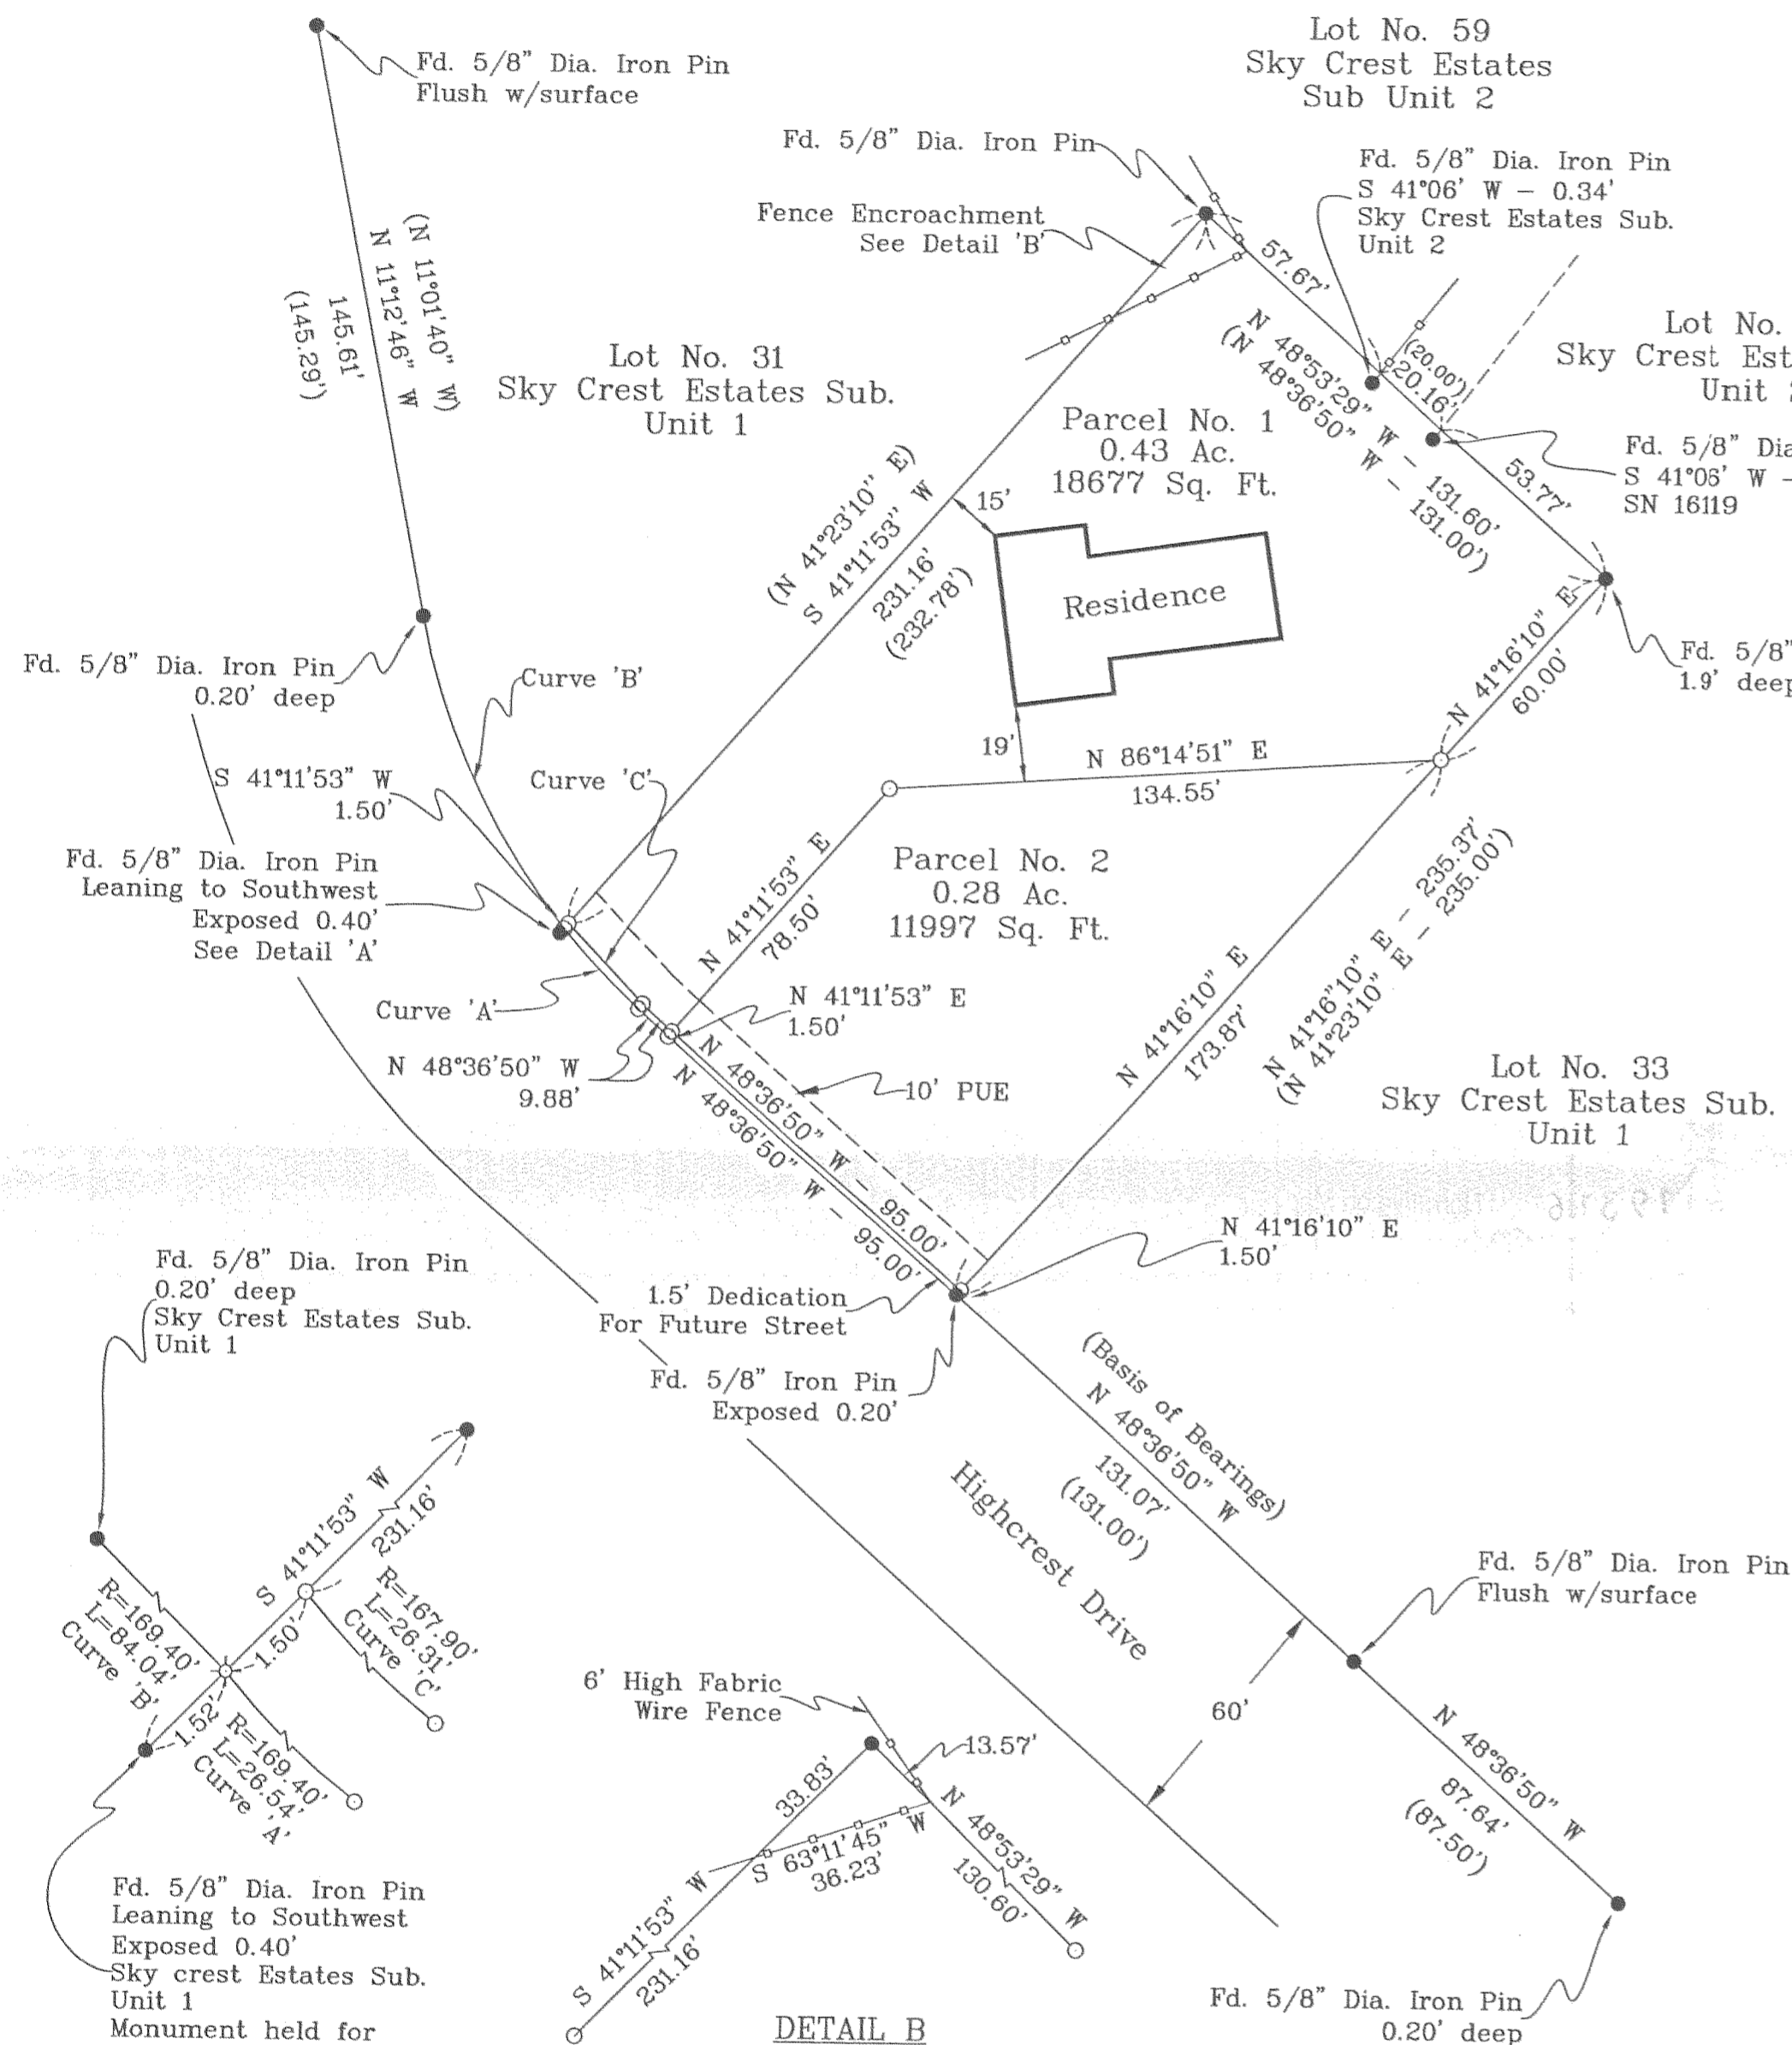 Fd. 5/8" Dia. Iron Pin
Flush w/surface
Lot No. 59
Sky Crest Estates
Sub Unit 2
Fd. 5/8" Dia. Iron Pin
Fd. 5/8" Dia. Iron Pin
S 41°06' W – 0.34'
Sky Crest Estates Sub.
Unit 2
Fence Encroachment
See Detail 'B'
57.67'
(N 11°01'40" W)
N 11°12'46" W
145.61'
(145.29')
Lot No. 31
Sky Crest Estates Sub.
Unit 1
(20.00')
20.16'
N 48°53'29" W – 131.60'
(N 48°36'50" W – 131.00')
Lot No.
Sky Crest Est
Unit
Parcel No. 1
0.43 Ac.
18677 Sq. Ft.
Fd. 5/8" Dia
S 41°06' W –
SN 16119
53.77'
(N 41°23'10" E)
S 41°11'53" W
231.16'
(232.78')
15'
Residence
N 41°16'10" E
60.00'
Fd. 5/8"
1.9' deep
Fd. 5/8" Dia. Iron Pin
0.20' deep
Curve 'B'
19'
N 86°14'51" E
134.55'
S 41°11'53" W
1.50'
Curve 'C'
Fd. 5/8" Dia. Iron Pin
Leaning to Southwest
Exposed 0.40'
See Detail 'A'
N 41°11'53" E
78.50'
Parcel No. 2
0.28 Ac.
11997 Sq. Ft.
N 41°16'10" E
173.87'
N 41°16"10' E – 235.37'
(N 41°23'10" E – 235.00')
Curve 'A'
N 41°11'53" E
1.50'
N 48°36'50" W
9.88'
10' PUE
N 48°36'50" W – 95.00'
N 48°36'50" W – 95.00'
Lot No. 33
Sky Crest Estates Sub.
Unit 1
N 41°16'10" E
1.50'
1.5' Dedication
For Future Street
Fd. 5/8" Iron Pin
Exposed 0.20'
Fd. 5/8" Dia. Iron Pin
0.20' deep
Sky Crest Estates Sub.
Unit 1
(Basis of Bearings)
N 48°36'50" W
131.07'
(131.00')
Highcrest Drive
60'
Fd. 5/8" Dia. Iron Pin
Flush w/surface
N 48°36'50" W
87.64'
(87.50')
Fd. 5/8" Dia. Iron Pin
0.20' deep
S 41°11'53" W
231.16'
R=169.40'
L=84.04'
Curve 'B'
1.50'
R=167.90'
L=26.31'
Curve 'C'
1.52'
R=169.40'
L=26.54'
Curve 'A'
Fd. 5/8" Dia. Iron Pin
Leaning to Southwest
Exposed 0.40'
Sky crest Estates Sub.
Unit 1
Monument held for
6' High Fabric
Wire Fence
13.57'
33.83'
S 63°11'45" W
36.23'
N 48°53'29" W
130.60'
S 41°11'53" W
231.16'
DETAIL B